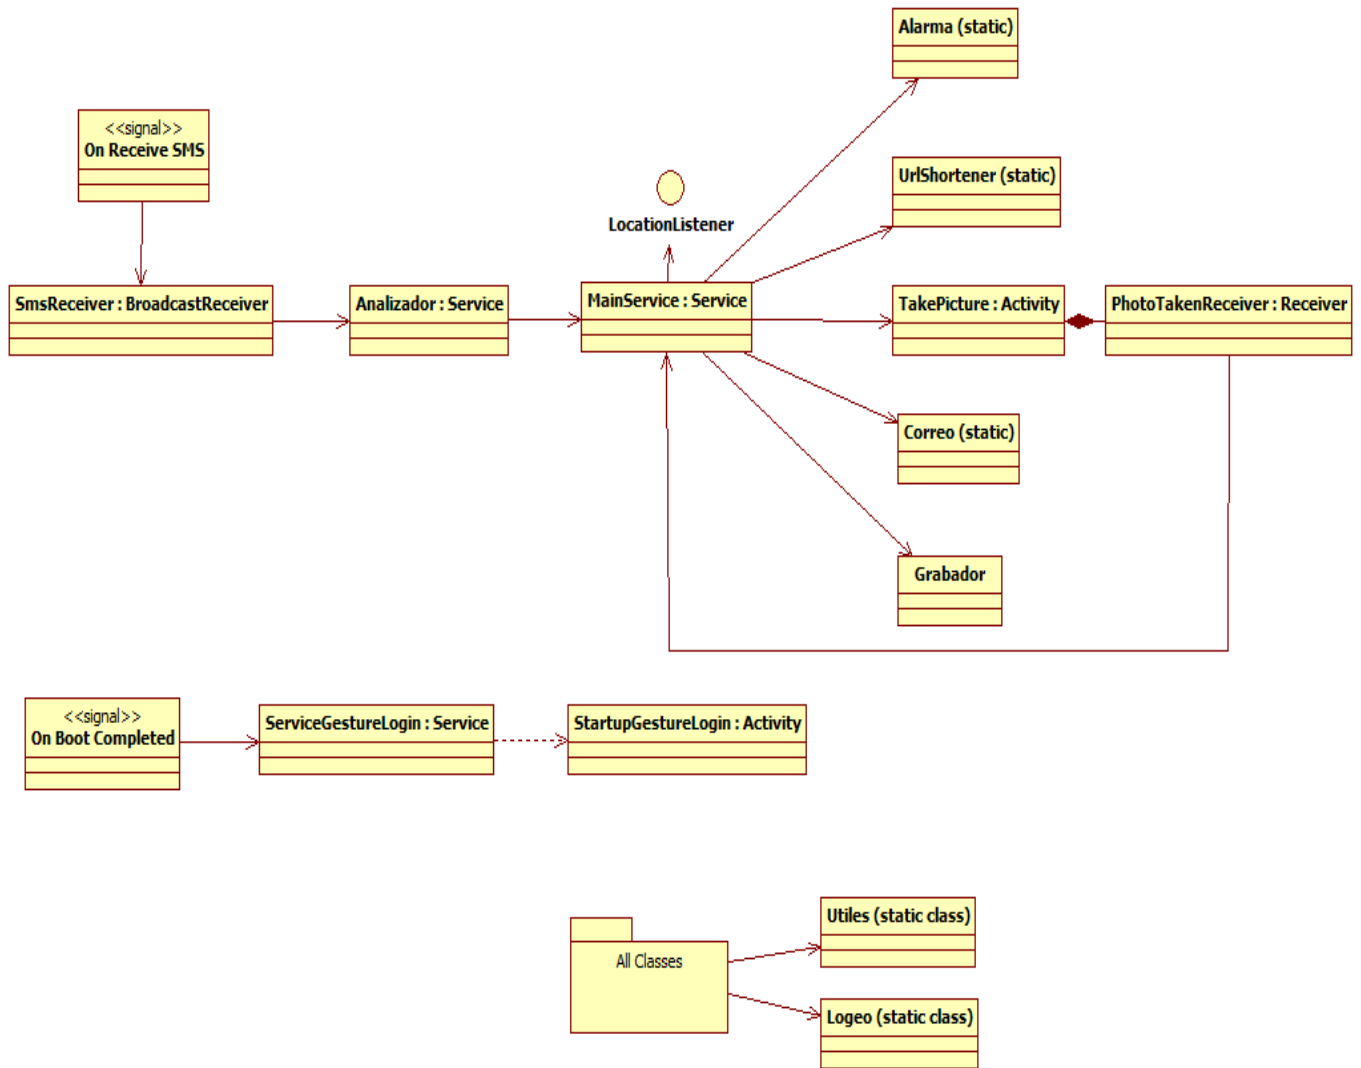 Alarma (static)
<<signal>>
On Receive SMS
UrlShortener (static)
LocationListener
SmsReceiver : BroadcastReceiver
Analizador : Service
MainService : Service
TakePicture : Activity
PhotoTakenReceiver : Receiver
Correo (static)
Grabador
<<signal>>
On Boot Completed
ServiceGestureLogin : Service
StartupGestureLogin : Activity
Utiles (static class)
All Classes
Logeo (static class)